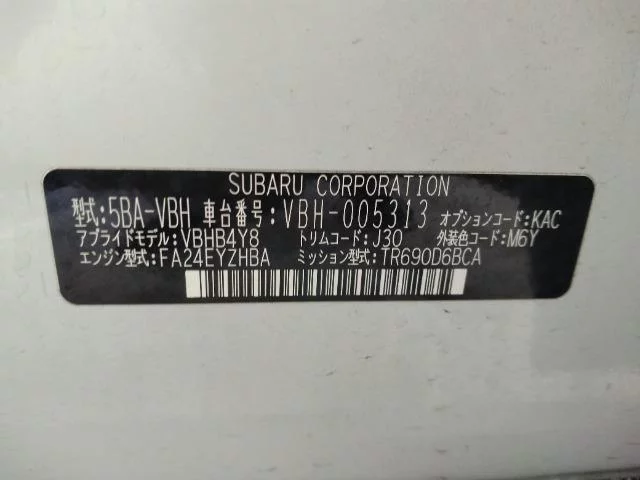 SUBARU CORPORATION
型式:5BA-VBH 車台番号:VBH-005313 オプションコード:KAC
アプライドモデル:VBHB4Y8 トリムコード:J30 外装色コード:M6Y
エンジン型式:FA24EYZHBA ミッション型式:TR690D6BCA